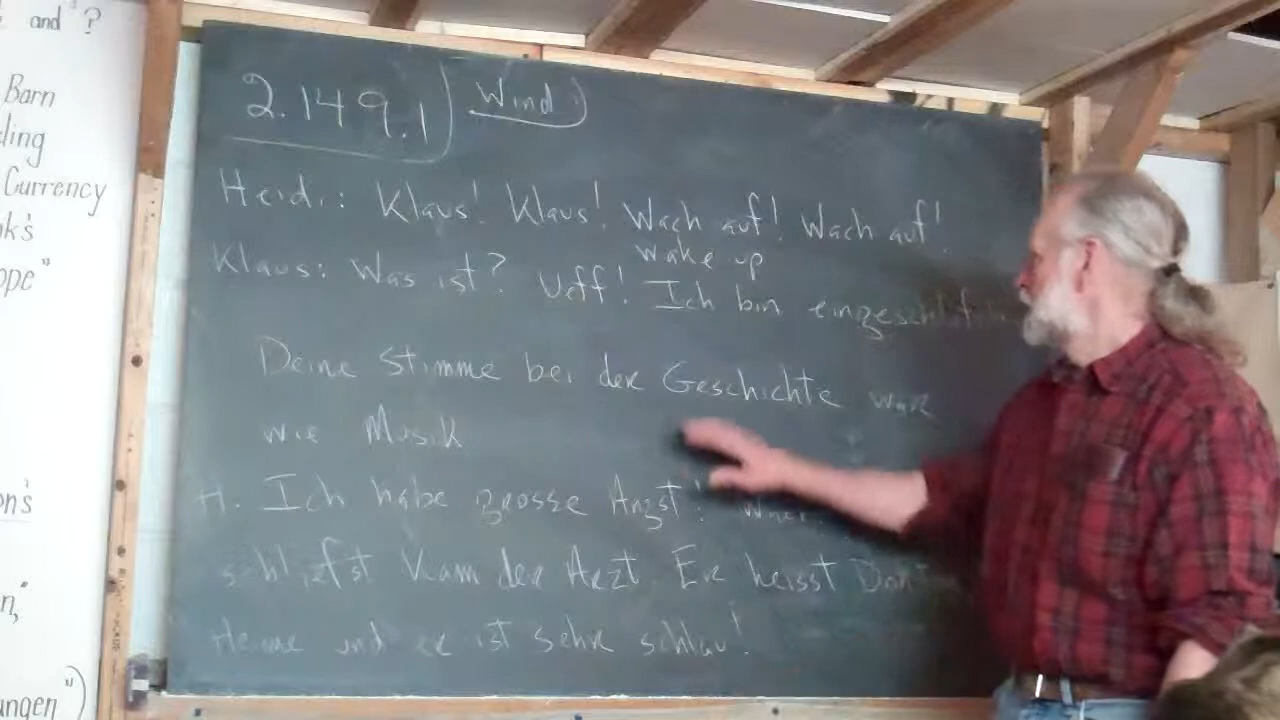 and"?
Barn
ling
Currency
nk's
ope"
on's
n,"
ungen")
2.149.1) Wind :)
Heidi: Klaus! Klaus! Wach auf! Wach auf!
wake up
Klaus: Was ist? Uff! Ich bin
Deine Stimme bei der Geschichte war
wie Musik
H. Ich habe grosse Angst!
schliefst kam der Arzt. Er heisst
und er ist sehr schlau!